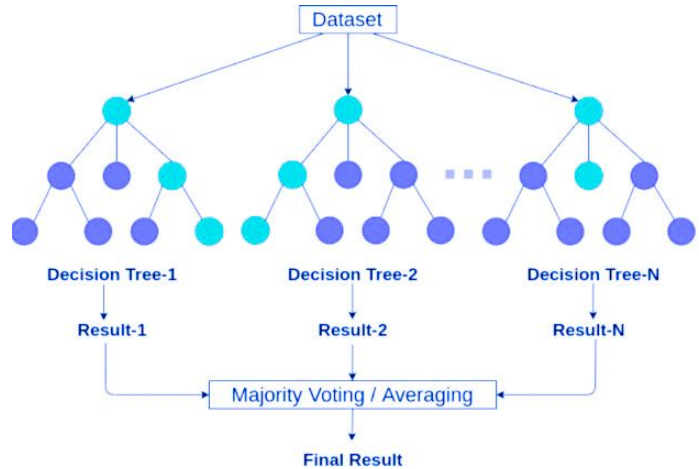 Dataset
Decision Tree-1
Decision Tree-2
Decision Tree-N
Result-1
Result-2
Result-N
Majority Voting / Averaging
Final Result